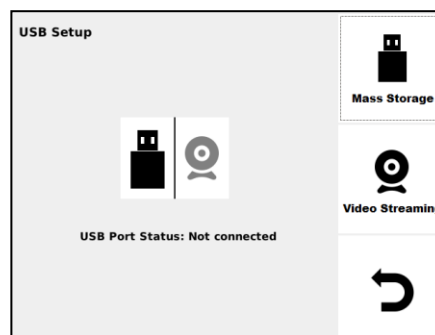 USB Setup
Mass Storage
USB Port Status: Not connected
Video Streamin